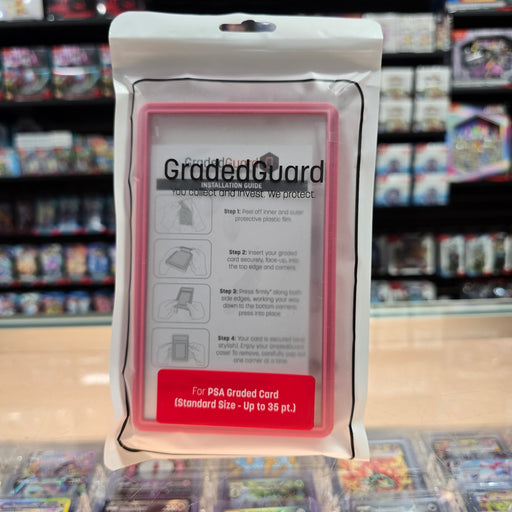 GradedGuard
GradedGuard
INSTALLATION GUIDE
You collect and invest. We protect.
Step 1: Peel off inner and outer
protective plastic film.
Step 2: Insert your graded
card securely, face-up, into
the top edge and corners.
Step 3: Press firmly* along both
side edges, working your way
down to the bottom corners;
press into place
Step 4: Your card is secured (and
stylish). Enjoy your GradedGuard
case! To remove, carefully pop out
one corner at a time.
For PSA Graded Card
(Standard Size - Up to 35 pt.)